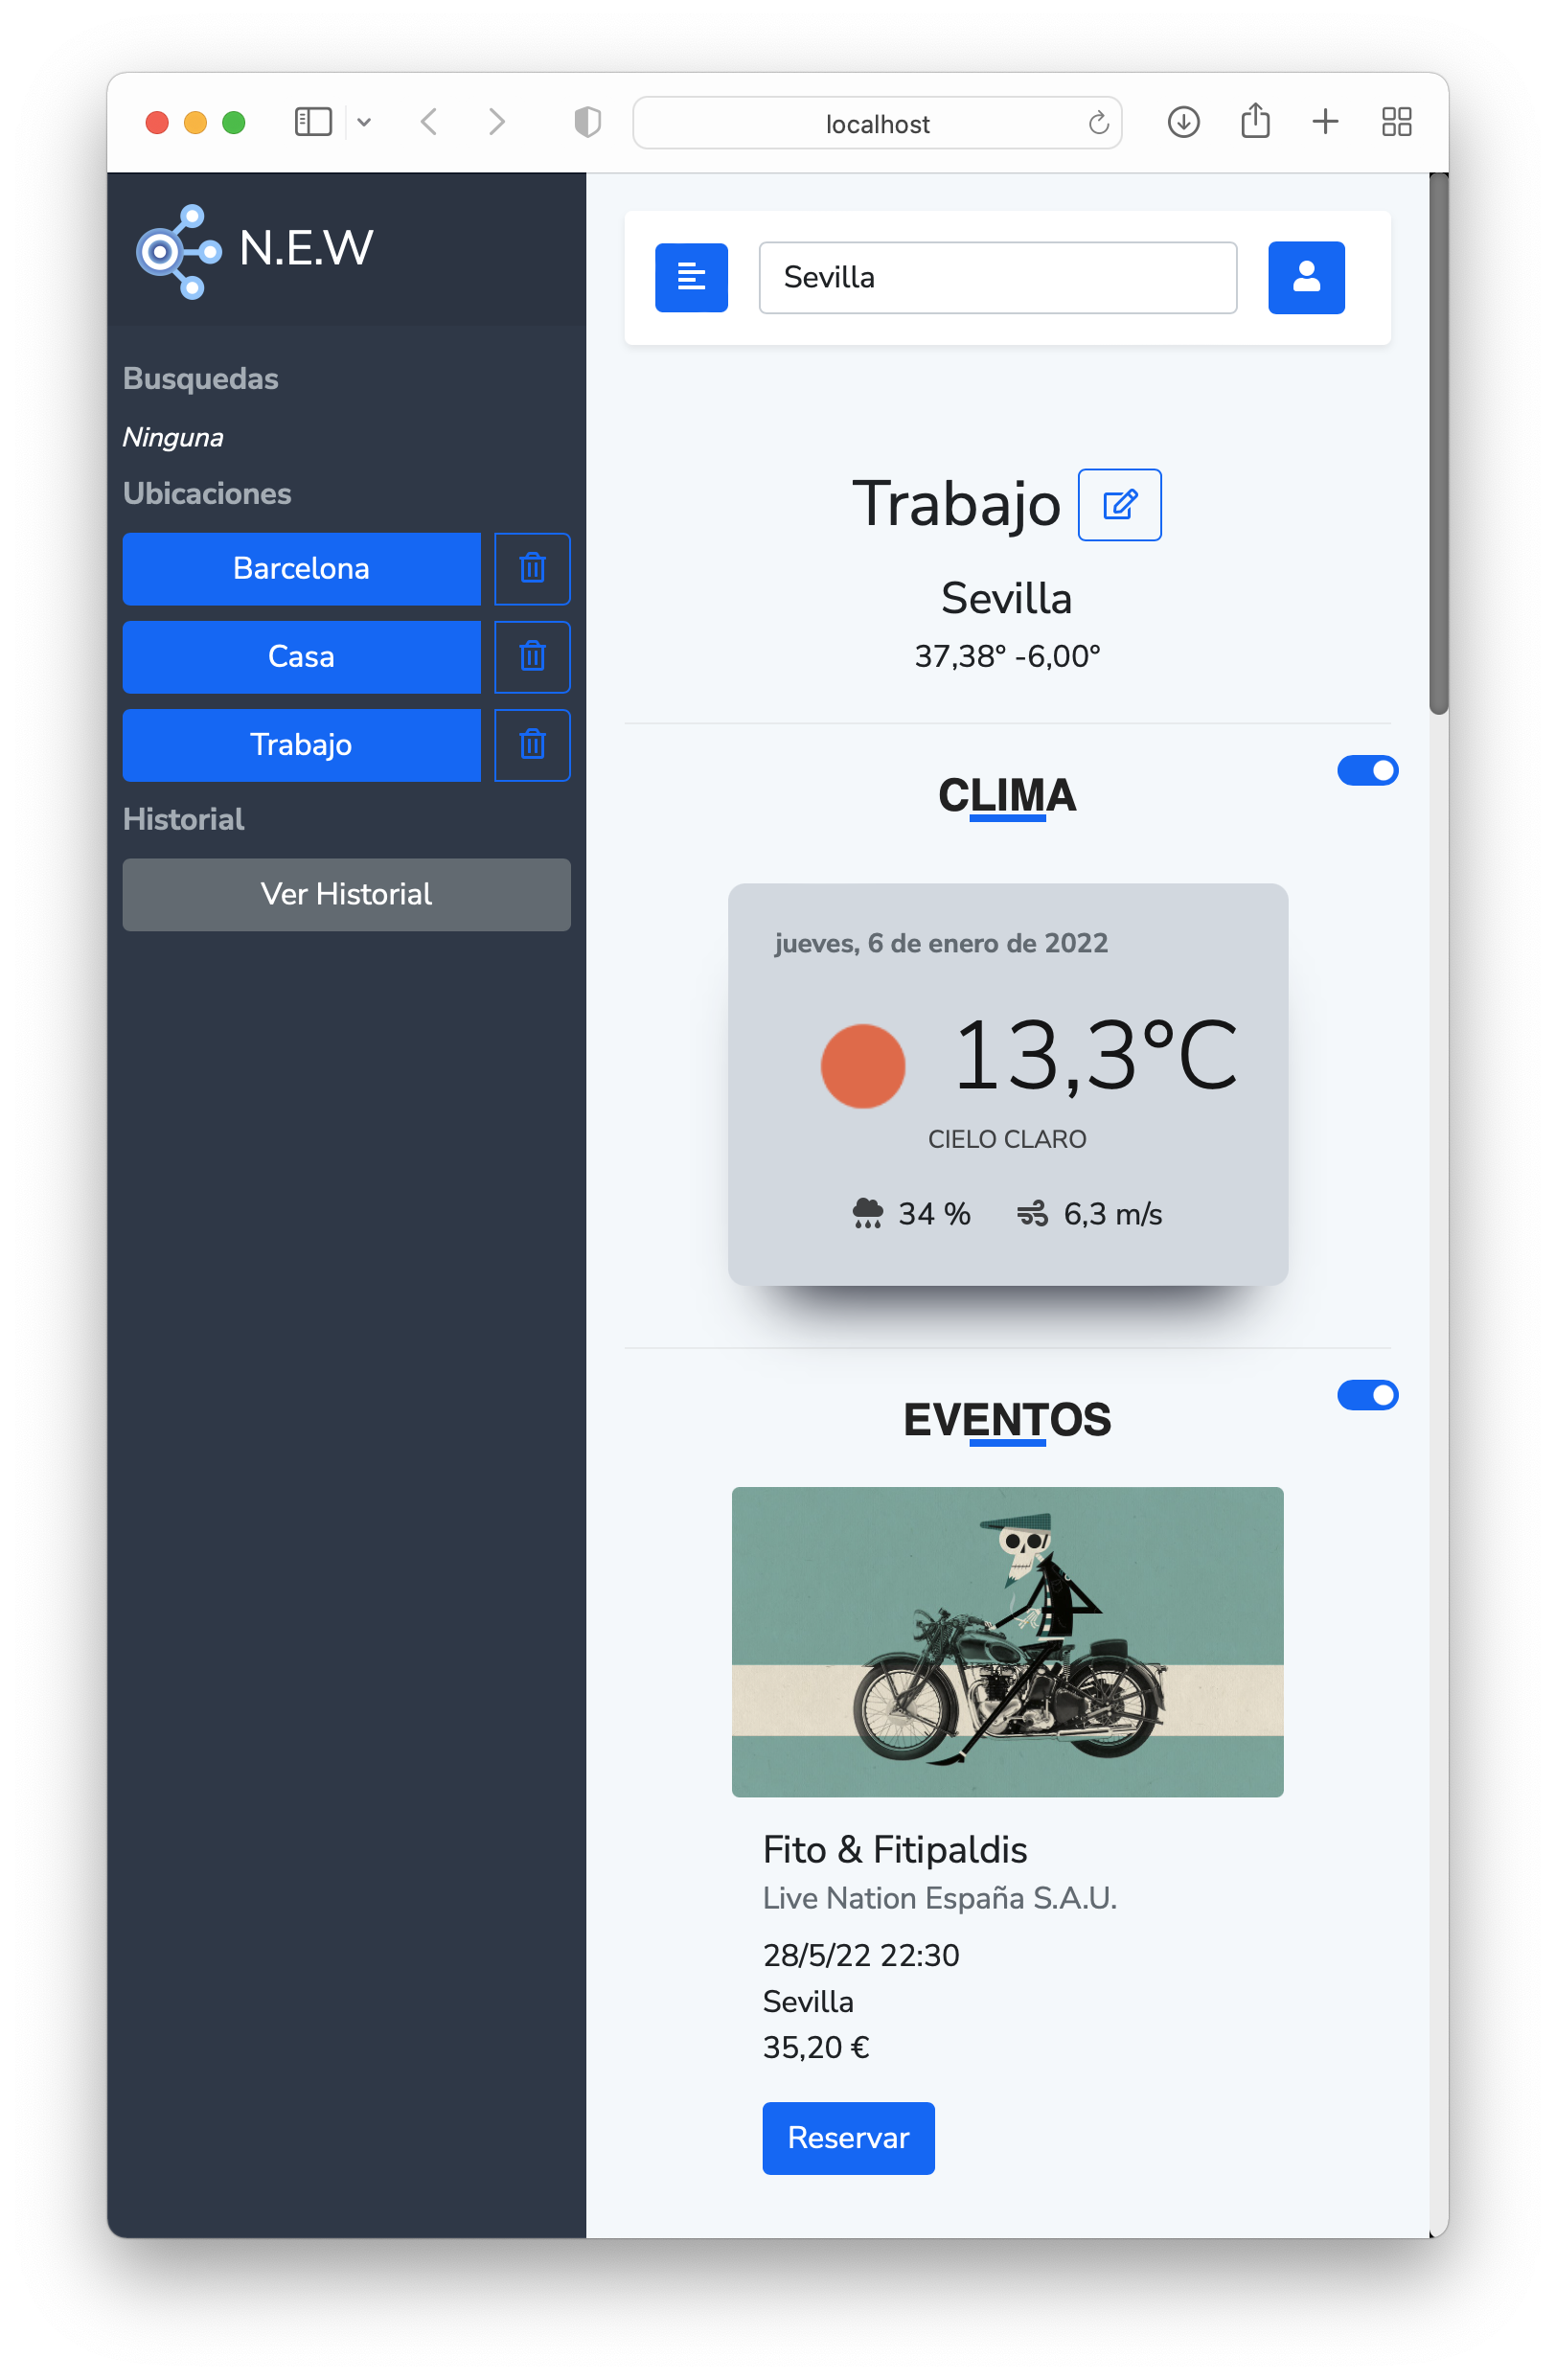 localhost
N.E.W
Busquedas
Ninguna
Ubicaciones
Barcelona
Casa
Trabajo
Historial
Ver Historial
Sevilla
Trabajo
Sevilla
37,38° -6,00°
CLIMA
jueves, 6 de enero de 2022
13,3°C
CIELO CLARO
34 % 6,3 m/s
EVENTOS
Fito & Fitipaldis
Live Nation España S.A.U.
28/5/22 22:30
Sevilla
35,20 €
Reservar